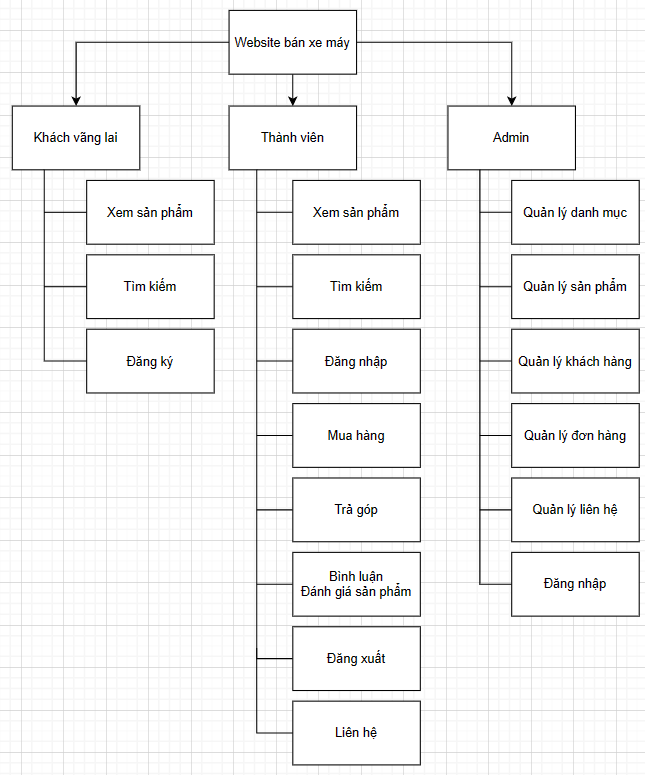 Website bán xe máy
Khách vãng lai
Thành viên
Admin
Xem sản phẩm
Tìm kiếm
Đăng ký
Xem sản phẩm
Tìm kiếm
Đăng nhập
Mua hàng
Trả góp
Bình luận
Đánh giá sản phẩm
Đăng xuất
Liên hệ
Quản lý danh mục
Quản lý sản phẩm
Quản lý khách hàng
Quản lý đơn hàng
Quản lý liên hệ
Đăng nhập